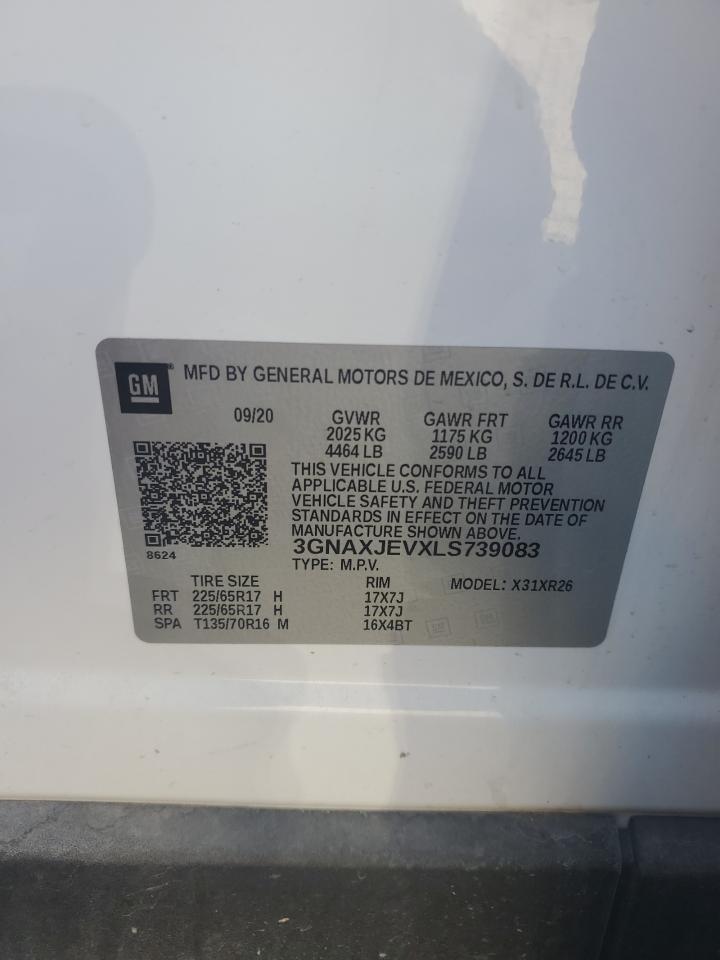 GM ® MFD BY GENERAL MOTORS DE MEXICO, S. DE R.L. DE C.V.
09/20 GVWR GAWR FRT GAWR RR
2025 KG 1175 KG 1200 KG
4464 LB 2590 LB 2645 LB
THIS VEHICLE CONFORMS TO ALL
APPLICABLE U.S. FEDERAL MOTOR
VEHICLE SAFETY AND THEFT PREVENTION
STANDARDS IN EFFECT ON THE DATE OF
MANUFACTURE SHOWN ABOVE.
3GNAXJEVXLS739083
8624
TYPE: M.P.V.
TIRE SIZE RIM MODEL: X31XR26
FRT 225/65R17 H 17X7J
RR 225/65R17 H 17X7J
SPA T135/70R16 M 16X4BT